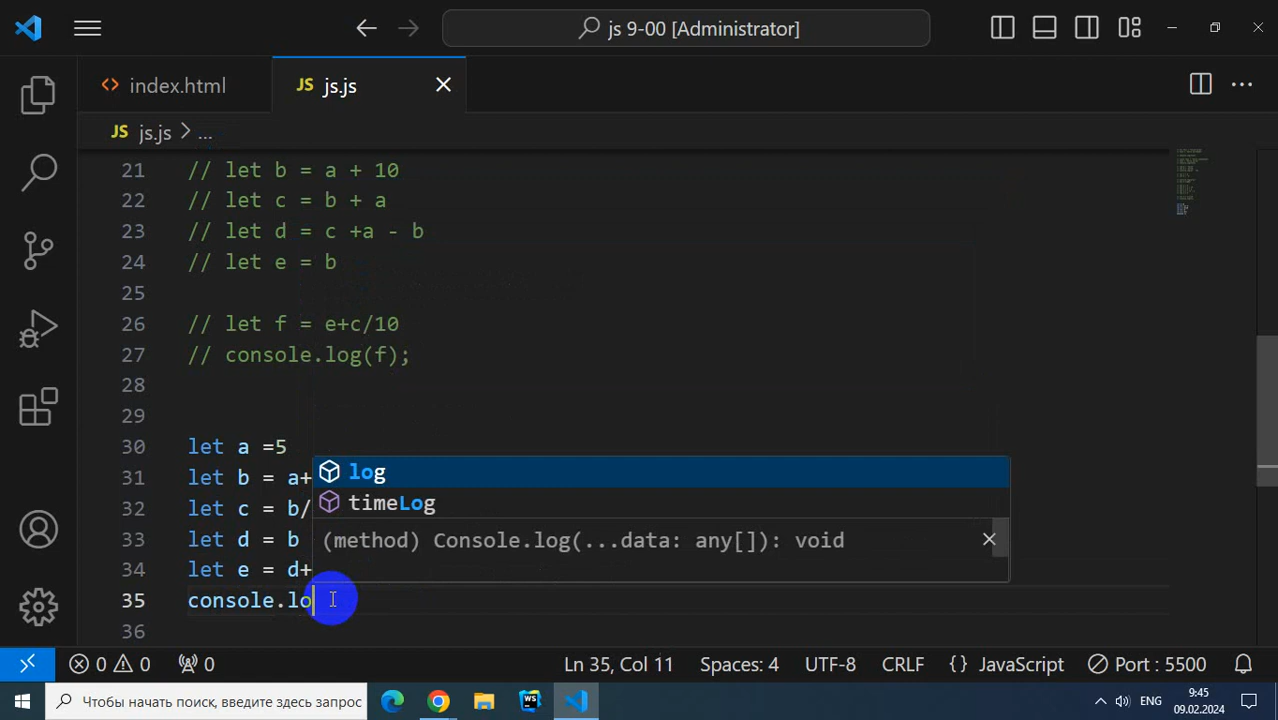 js 9-00 [Administrator]
index.html
JS js.js
JS js.js > ...
21 // let b = a + 10
22 // let c = b + a
23 // let d = c +a - b
24 // let e = b
25
26 // let f = e+c/10
27 // console.log(f);
28
29
30 let a =5
31 let b = a+
32 let c = b/
33 let d = b
34 let e = d+
35 console.lo
36
log
timeLog
(method) Console.log(...data: any[]): void
0 0 0 Ln 35, Col 11 Spaces: 4 UTF-8 CRLF {} JavaScript Port : 5500
Чтобы начать поиск, введите здесь запрос WS ENG 9:45
09.02.2024